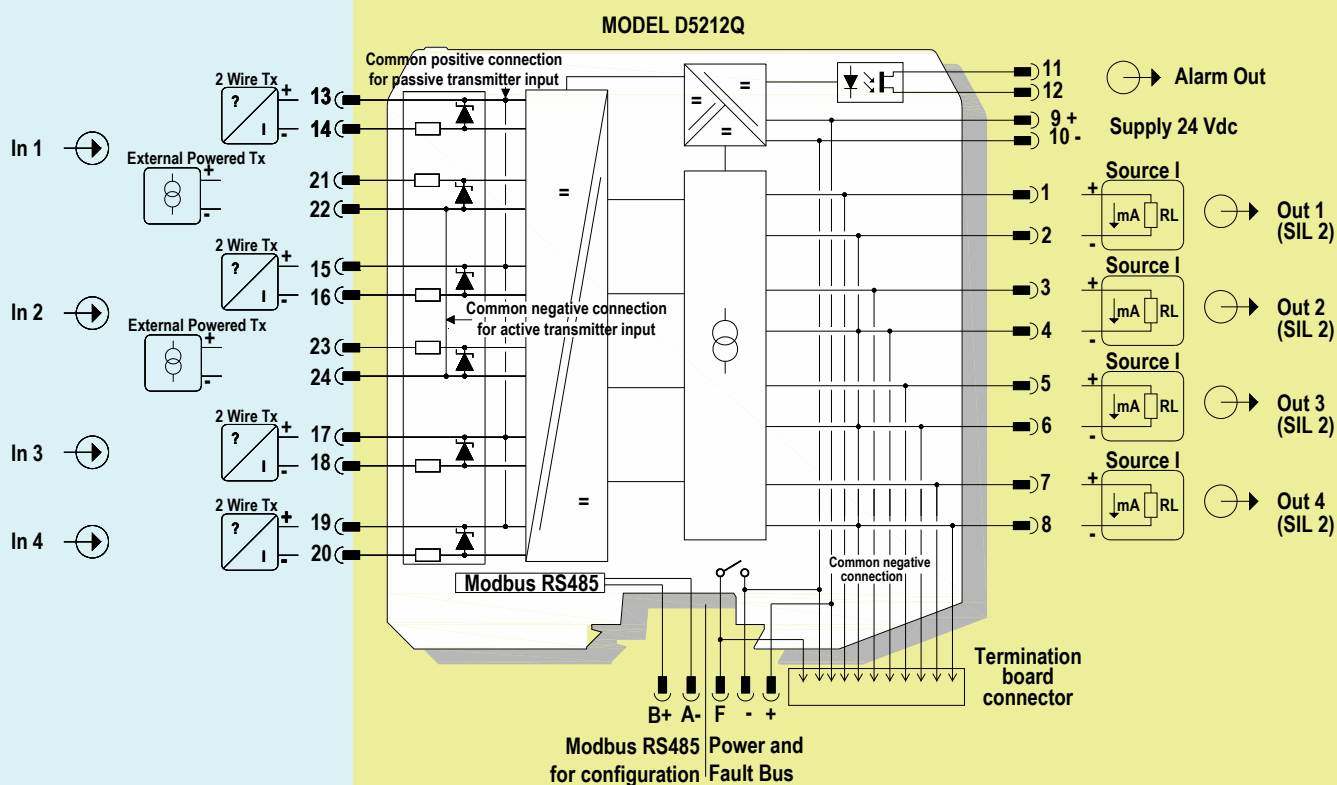 MODEL D5212Q
Common positive connection
for passive transmitter input
2 Wire Tx
? +
I -
13
14
In 1
External Powered Tx
+
-
21
22
2 Wire Tx
? +
I -
15
16
In 2
Common negative connection
for active transmitter input
External Powered Tx
+
-
23
24
2 Wire Tx
? +
I -
17
18
In 3
2 Wire Tx
? +
I -
19
20
In 4
=
=
= =
=
11
12
Alarm Out
9 +
10 -
Supply 24 Vdc
Source I
1
2
+
mA RL
-
Out 1
(SIL 2)
Source I
3
4
+
mA RL
-
Out 2
(SIL 2)
Source I
5
6
+
mA RL
-
Out 3
(SIL 2)
Source I
7
8
+
mA RL
-
Out 4
(SIL 2)
Common negative
connection
Modbus RS485
Termination
board
connector
B+ A- F - +
Modbus RS485
for configuration
Power and
Fault Bus